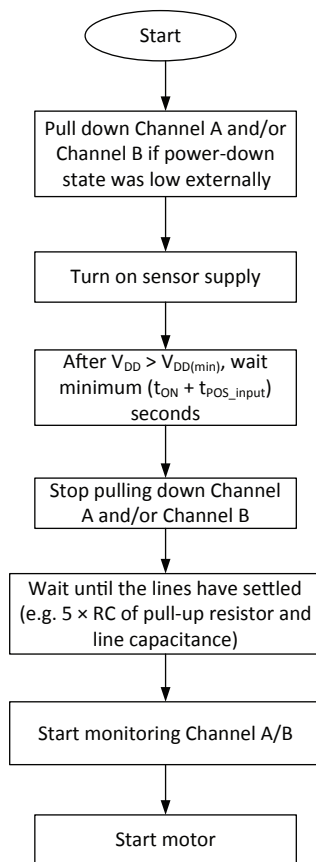 Start
Pull down Channel A and/or
Channel B if power-down
state was low externally
Turn on sensor supply
After V_DD > V_DD(min), wait
minimum (t_ON + t_POS_input)
seconds
Stop pulling down Channel
A and/or Channel B
Wait until the lines have settled
(e.g. 5 × RC of pull-up resistor and
line capacitance)
Start monitoring Channel A/B
Start motor